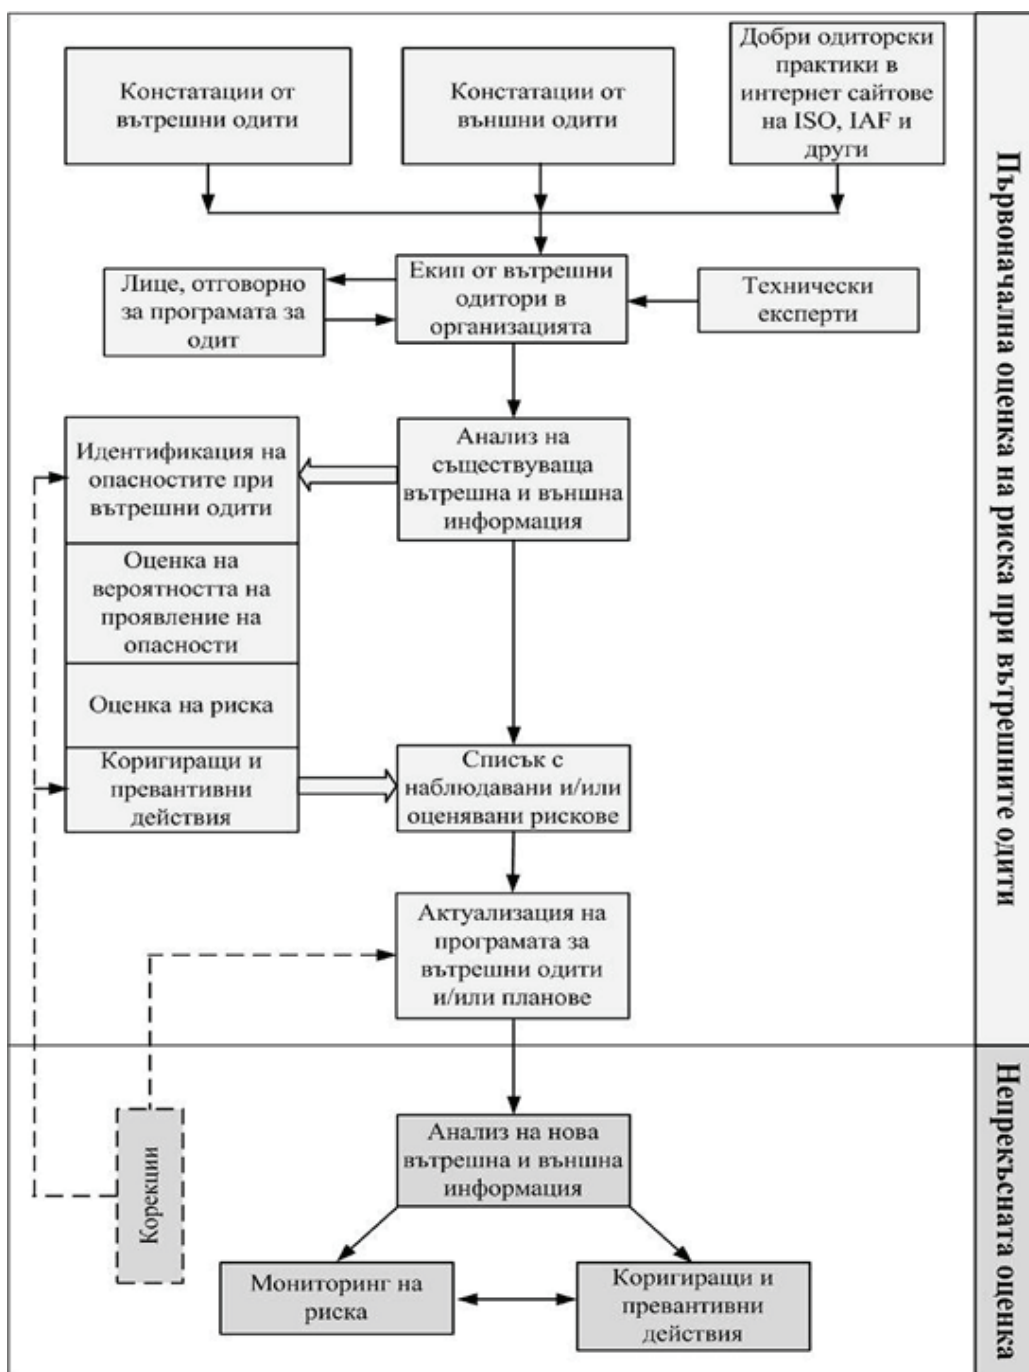 Констатации от
вътрешни одити
Констатации от
външни одити
Добри одиторски
практики в
интернет сайтове
на ISO, IAF и
други
Лице, отговорно
за програмата за
одит
Екип от вътрешни
одитори в
организацията
Технически
експерти
Идентификация на
опасностите при
вътрешни одити
Анализ на
съществуваща
вътрешна и външна
информация
Оценка на
вероятността на
проявление на
опасности
Оценка на риска
Коригиращи и
превантивни
действия
Списък с
наблюдавани и/или
оценявани рискове
Актуализация на
програмата за
вътрешни одити
и/или планове
Първоначална оценка на риска при вътрешните одити
Корекции
Анализ на нова
вътрешна и външна
информация
Мониторинг на
риска
Коригиращи и
превантивни
действия
Непрекъсната оценка